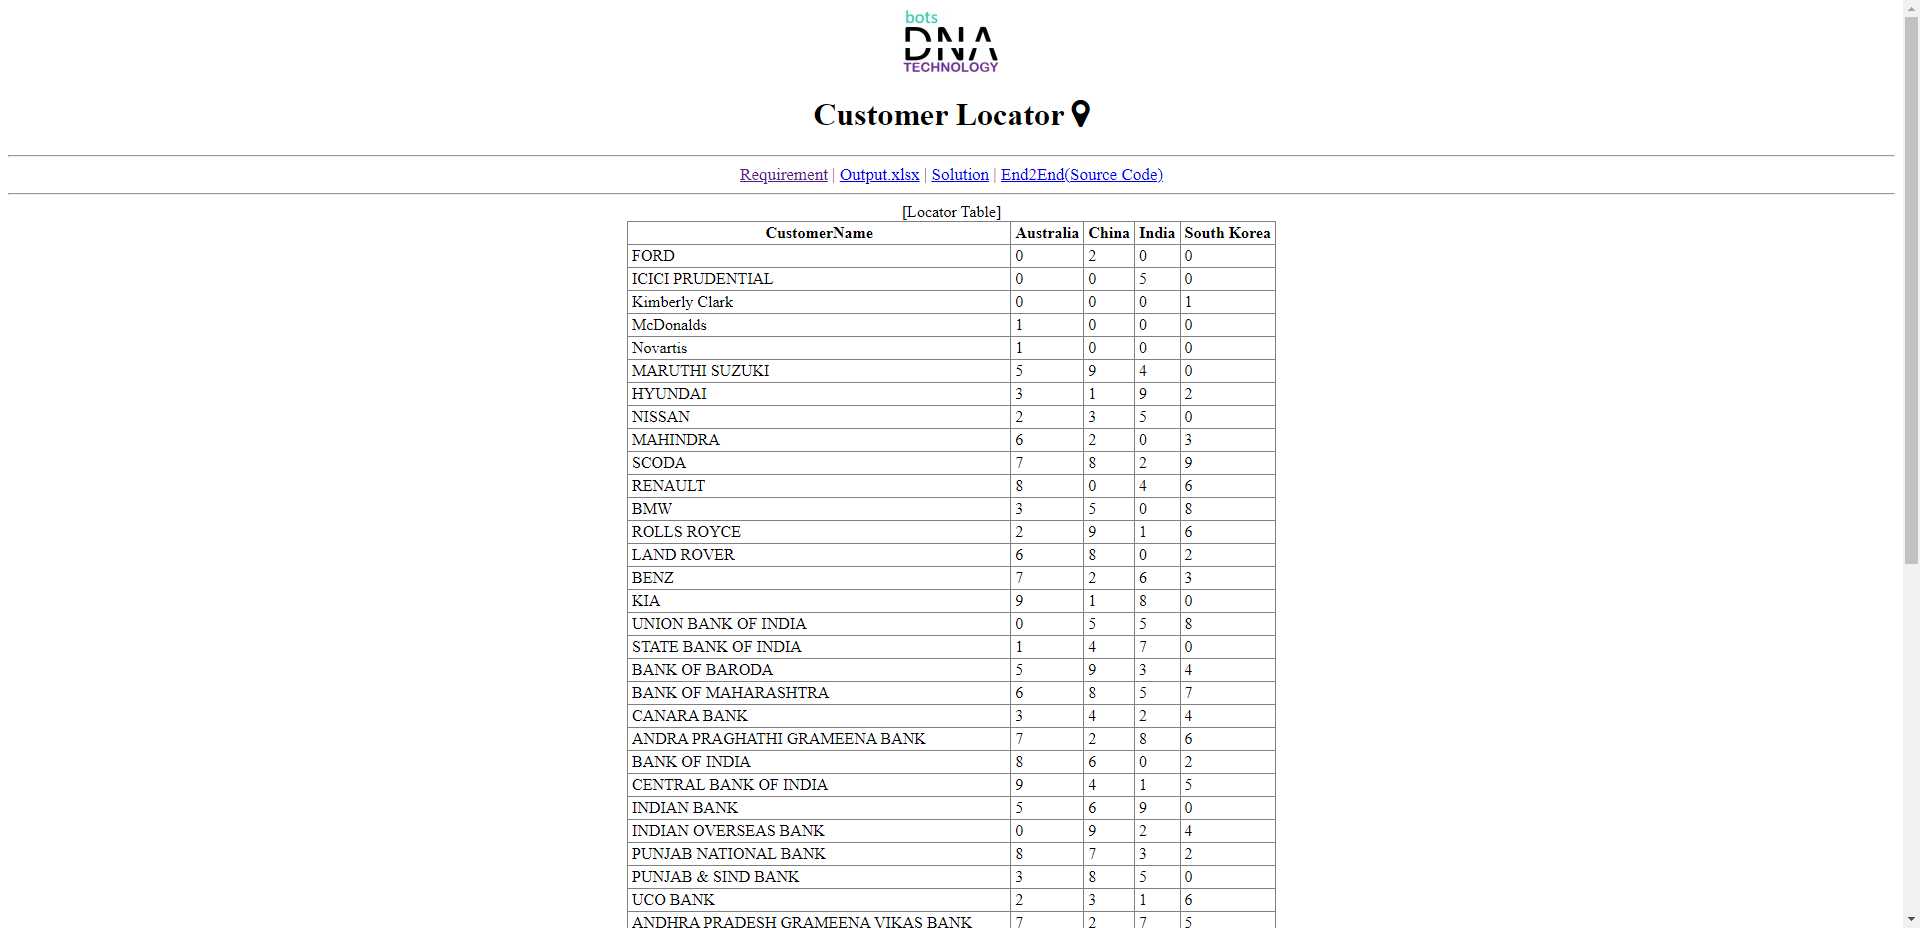 bots
DNA
TECHNOLOGY
Customer Locator
Requirement | Output.xlsx | Solution | End2End(Source Code)
[Locator Table]
CustomerName Australia China India South Korea
FORD 0 2 0 0
ICICI PRUDENTIAL 0 0 5 0
Kimberly Clark 0 0 0 1
McDonalds 1 0 0 0
Novartis 1 0 0 0
MARUTHI SUZUKI 5 9 4 0
HYUNDAI 3 1 9 2
NISSAN 2 3 5 0
MAHINDRA 6 2 0 3
SCODA 7 8 2 9
RENAULT 8 0 4 6
BMW 3 5 0 8
ROLLS ROYCE 2 9 1 6
LAND ROVER 6 8 0 2
BENZ 7 2 6 3
KIA 9 1 8 0
UNION BANK OF INDIA 0 5 5 8
STATE BANK OF INDIA 1 4 7 0
BANK OF BARODA 5 9 3 4
BANK OF MAHARASHTRA 6 8 5 7
CANARA BANK 3 4 2 4
ANDRA PRAGHATHI GRAMEENA BANK 7 2 8 6
BANK OF INDIA 8 6 0 2
CENTRAL BANK OF INDIA 9 4 1 5
INDIAN BANK 5 6 9 0
INDIAN OVERSEAS BANK 0 9 2 4
PUNJAB NATIONAL BANK 8 7 3 2
PUNJAB & SIND BANK 3 8 5 0
UCO BANK 2 3 1 6
ANDHRA PRADESH GRAMEENA VIKAS BANK 7 2 7 5